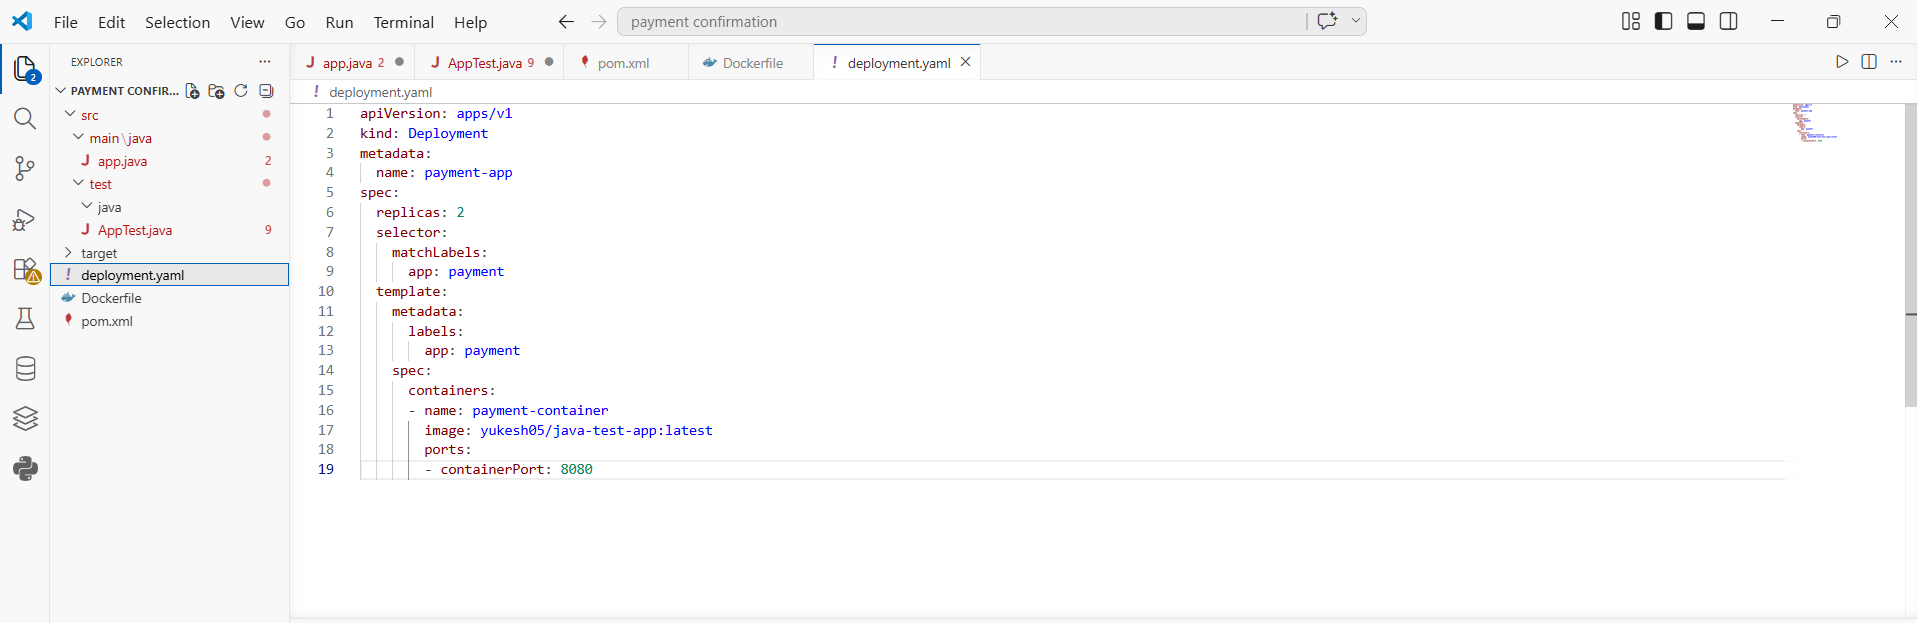 File Edit Selection View Go Run Terminal Help
payment confirmation
EXPLORER
PAYMENT CONFIR...
src
main\java
J app.java 2
test
java
J AppTest.java 9
target
! deployment.yaml
Dockerfile
pom.xml
2
J app.java 2
J AppTest.java 9
pom.xml
Dockerfile
! deployment.yaml
! deployment.yaml
1 apiVersion: apps/v1
2 kind: Deployment
3 metadata:
4   name: payment-app
5 spec:
6   replicas: 2
7   selector:
8     matchLabels:
9       app: payment
10   template:
11     metadata:
12       labels:
13         app: payment
14     spec:
15       containers:
16       - name: payment-container
17         image: yukesh05/java-test-app:latest
18         ports:
19         - containerPort: 8080